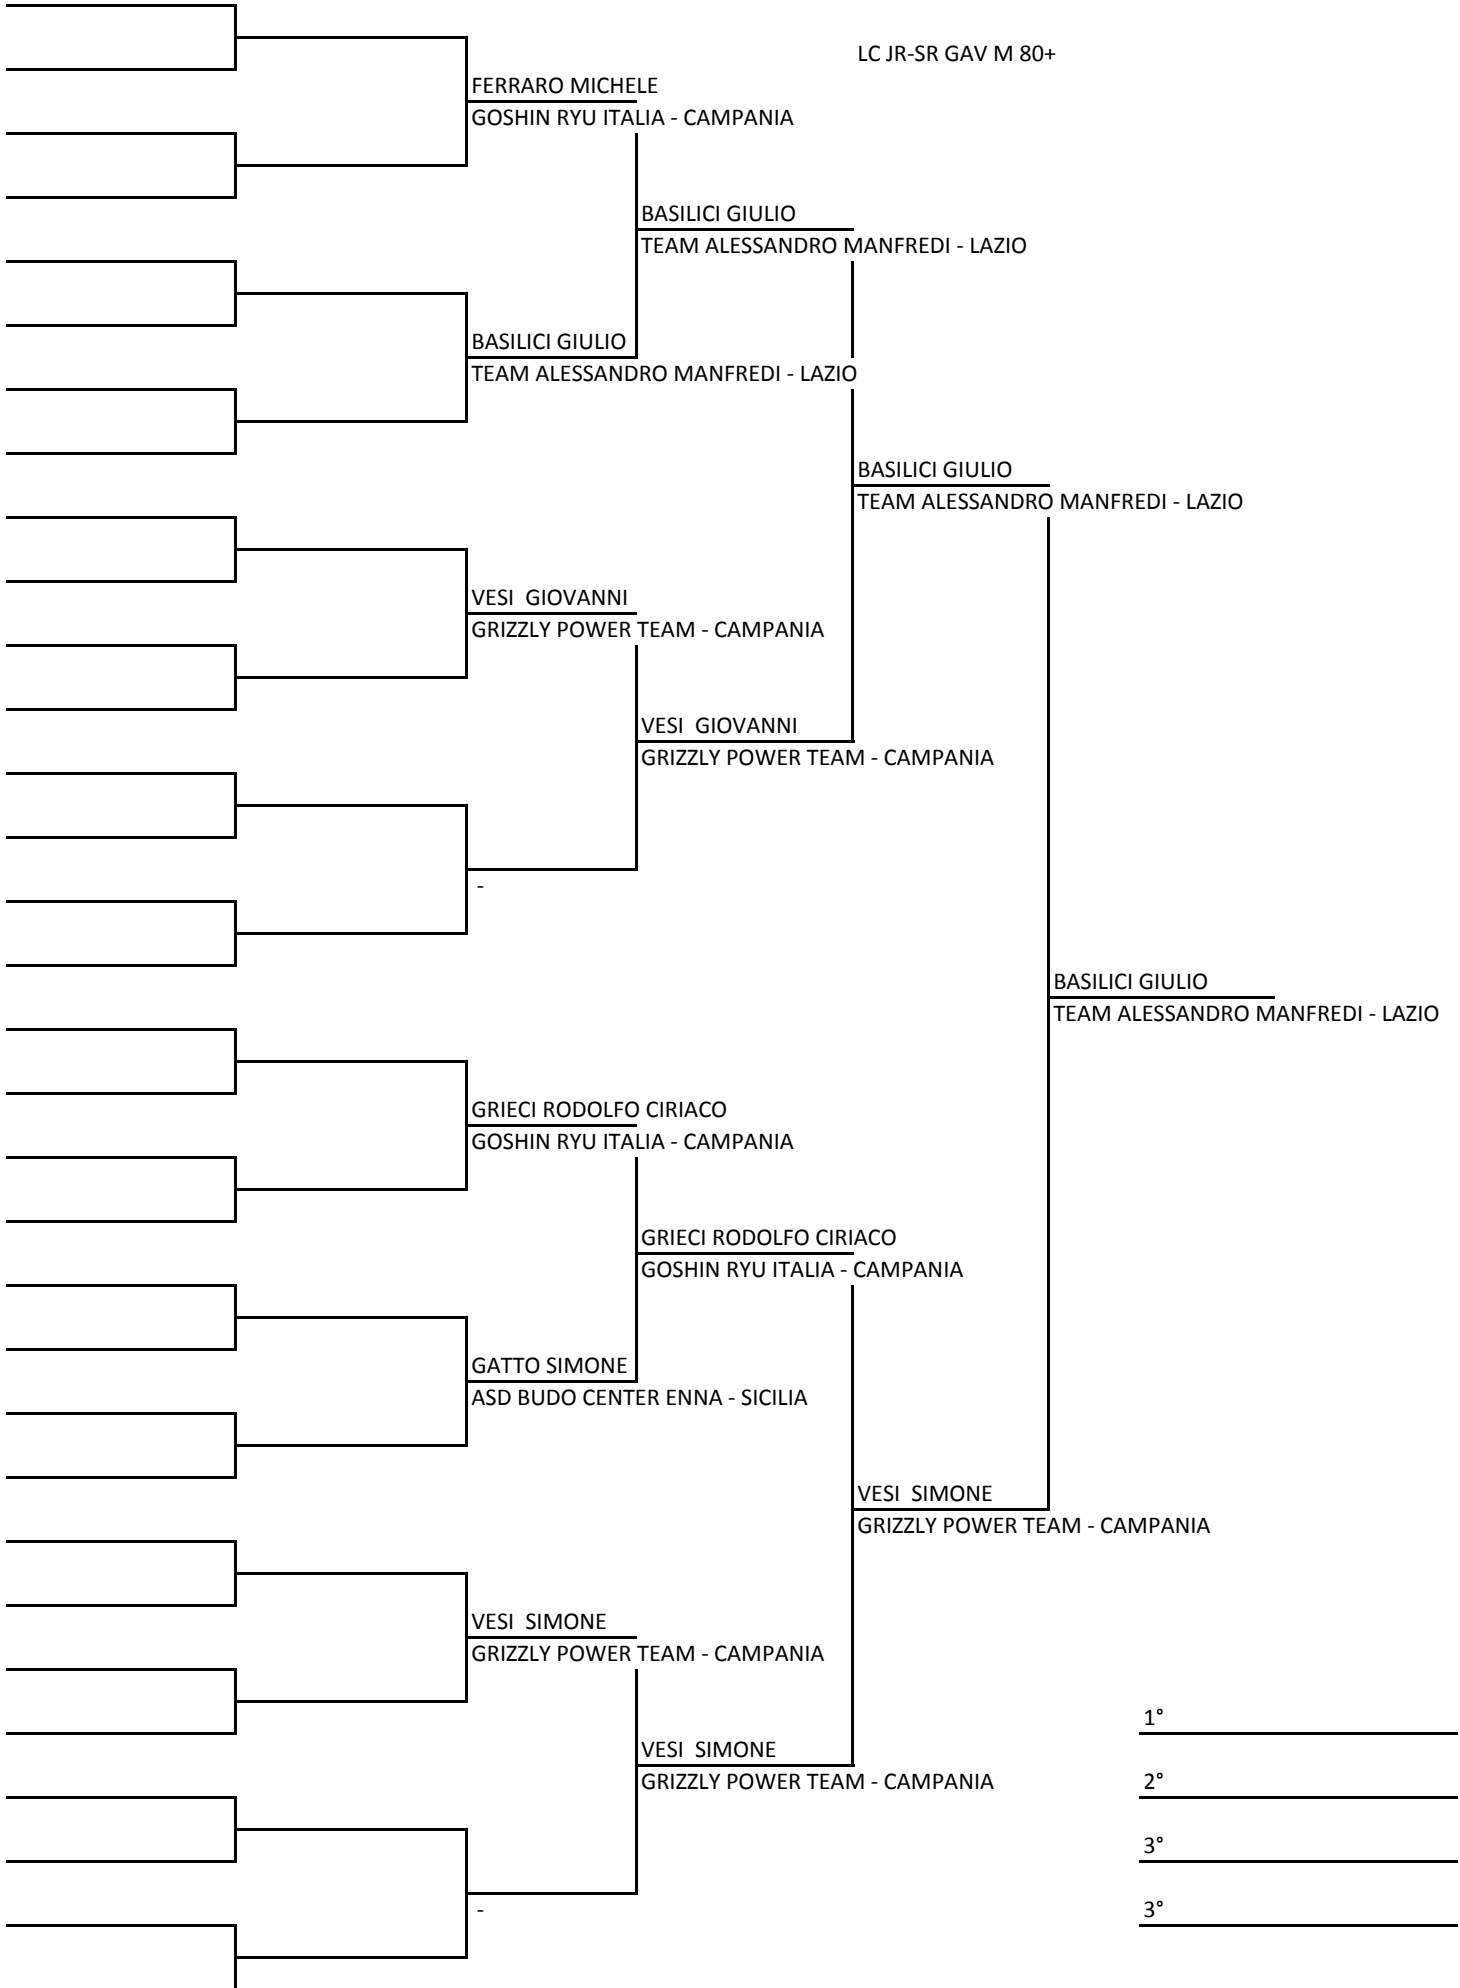 LC JR-SR GAV M 80+
FERRARO MICHELE
GOSHIN RYU ITALIA - CAMPANIA
BASILICI GIULIO
TEAM ALESSANDRO MANFREDI - LAZIO
BASILICI GIULIO
TEAM ALESSANDRO MANFREDI - LAZIO
BASILICI GIULIO
TEAM ALESSANDRO MANFREDI - LAZIO
VESI  GIOVANNI
GRIZZLY POWER TEAM - CAMPANIA
VESI  GIOVANNI
GRIZZLY POWER TEAM - CAMPANIA
-
BASILICI GIULIO
TEAM ALESSANDRO MANFREDI - LAZIO
GRIECI RODOLFO CIRIACO
GOSHIN RYU ITALIA - CAMPANIA
GRIECI RODOLFO CIRIACO
GOSHIN RYU ITALIA - CAMPANIA
GATTO SIMONE
ASD BUDO CENTER ENNA - SICILIA
VESI  SIMONE
GRIZZLY POWER TEAM - CAMPANIA
VESI  SIMONE
GRIZZLY POWER TEAM - CAMPANIA
1°
VESI  SIMONE
GRIZZLY POWER TEAM - CAMPANIA
2°
3°
-
3°